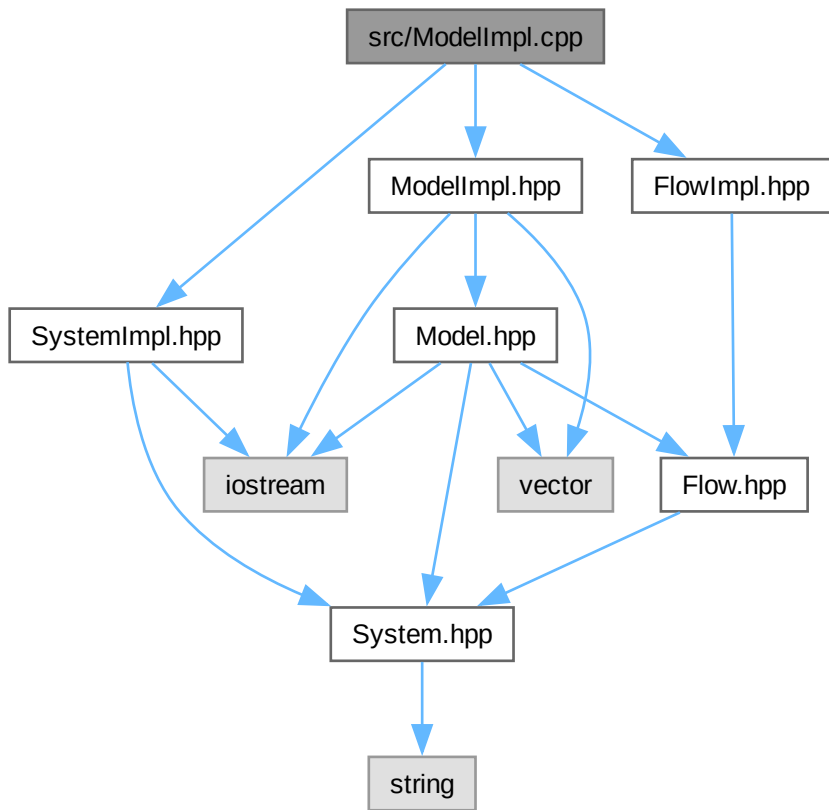 src/ModelImpl.cpp
ModelImpl.hpp
FlowImpl.hpp
SystemImpl.hpp
Model.hpp
iostream
vector
Flow.hpp
System.hpp
string